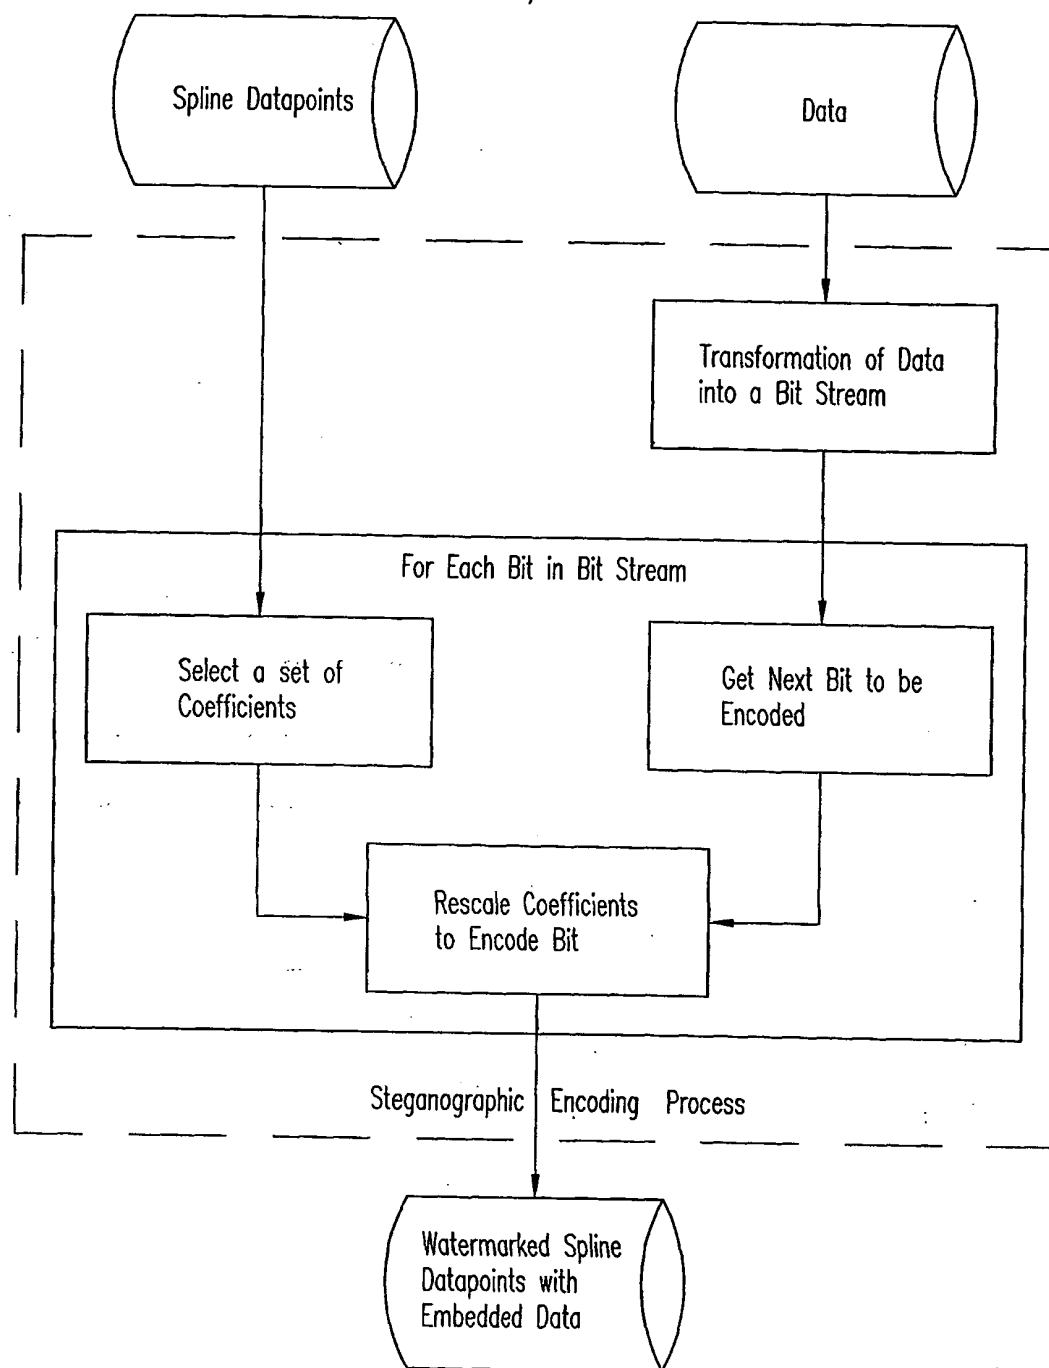 Spline Datapoints
Data
Transformation of Data
into a Bit Stream
For Each Bit in Bit Stream
Select a set of
Coefficients
Get Next Bit to be
Encoded
Rescale Coefficients
to Encode Bit
Steganographic Encoding Process
Watermarked Spline
Datapoints with
Embedded Data